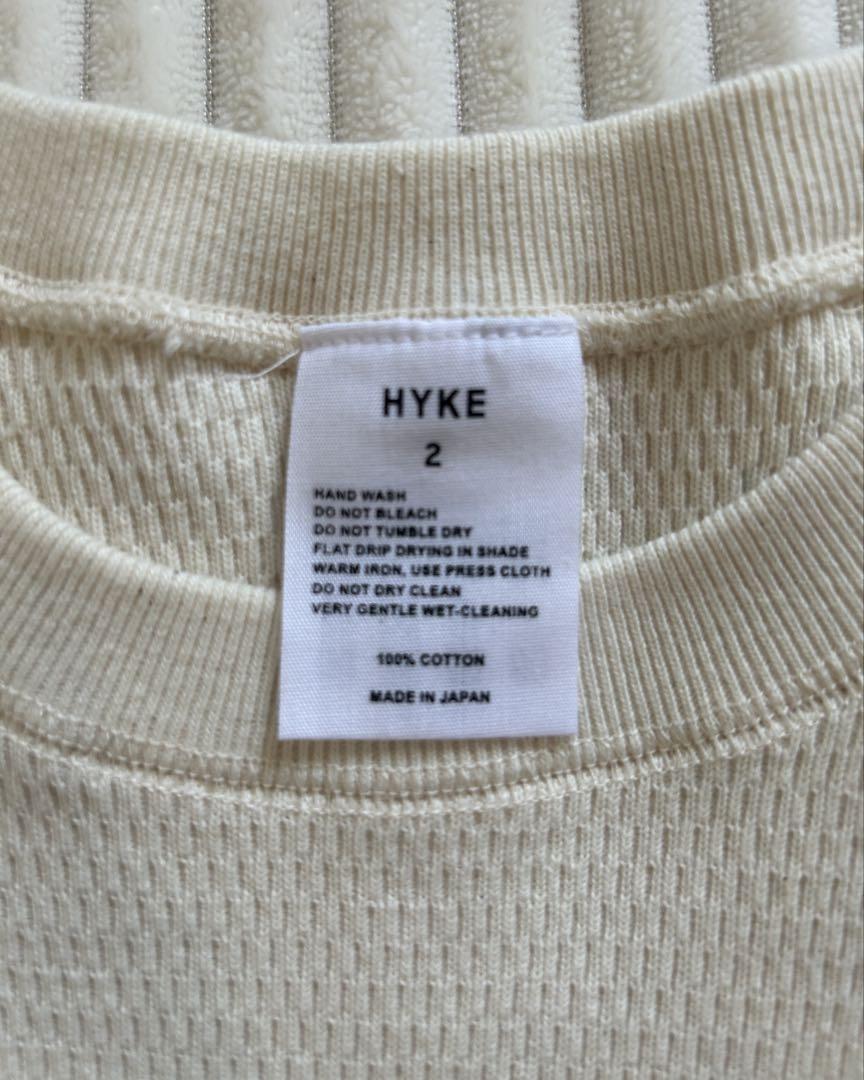 HYKE
2
HAND WASH
DO NOT BLEACH
DO NOT TUMBLE DRY
FLAT DRIP DRYING IN SHADE
WARM IRON, USE PRESS CLOTH
DO NOT DRY CLEAN
VERY GENTLE WET-CLEANING
100% COTTON
MADE IN JAPAN